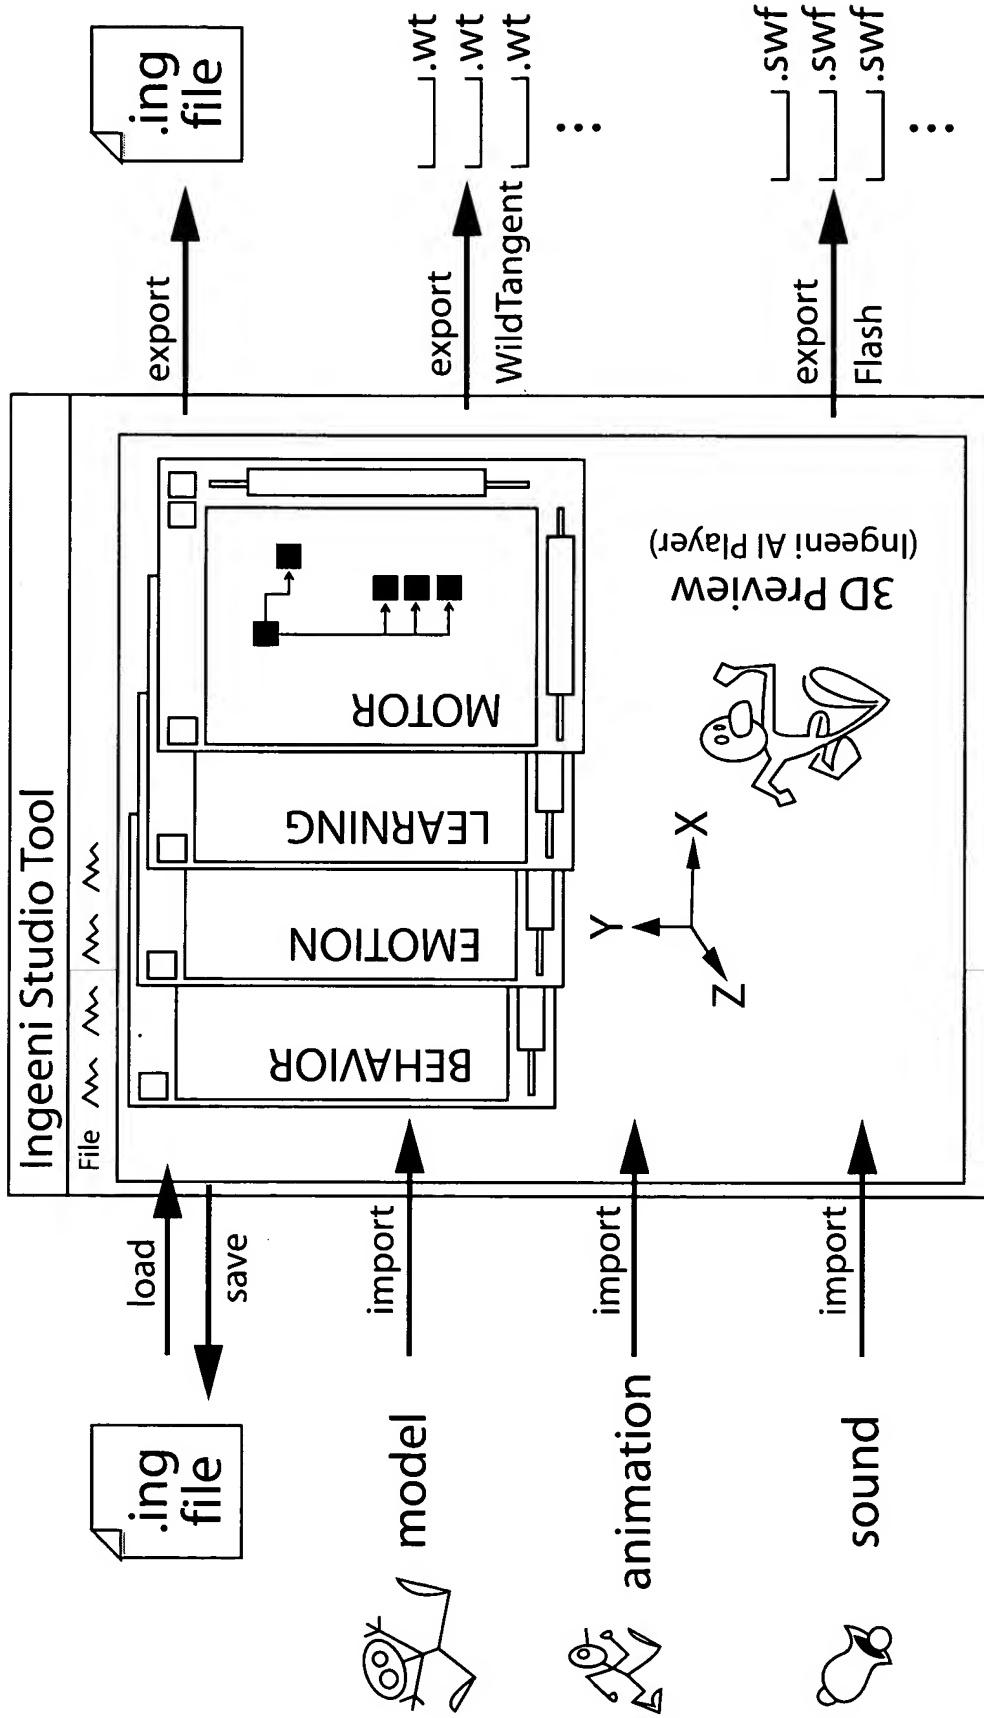 Ingeeni Studio Tool
File
.ing
file
load
save
model
import
animation
import
sound
import
BEHAVIOR
EMOTION
LEARNING
MOTOR
Y
X
Z
3D Preview
(Ingeeni AI Player)
export
.ing
file
export
WildTangent
.wt
.wt
.wt
...
export
Flash
.swf
.swf
.swf
...